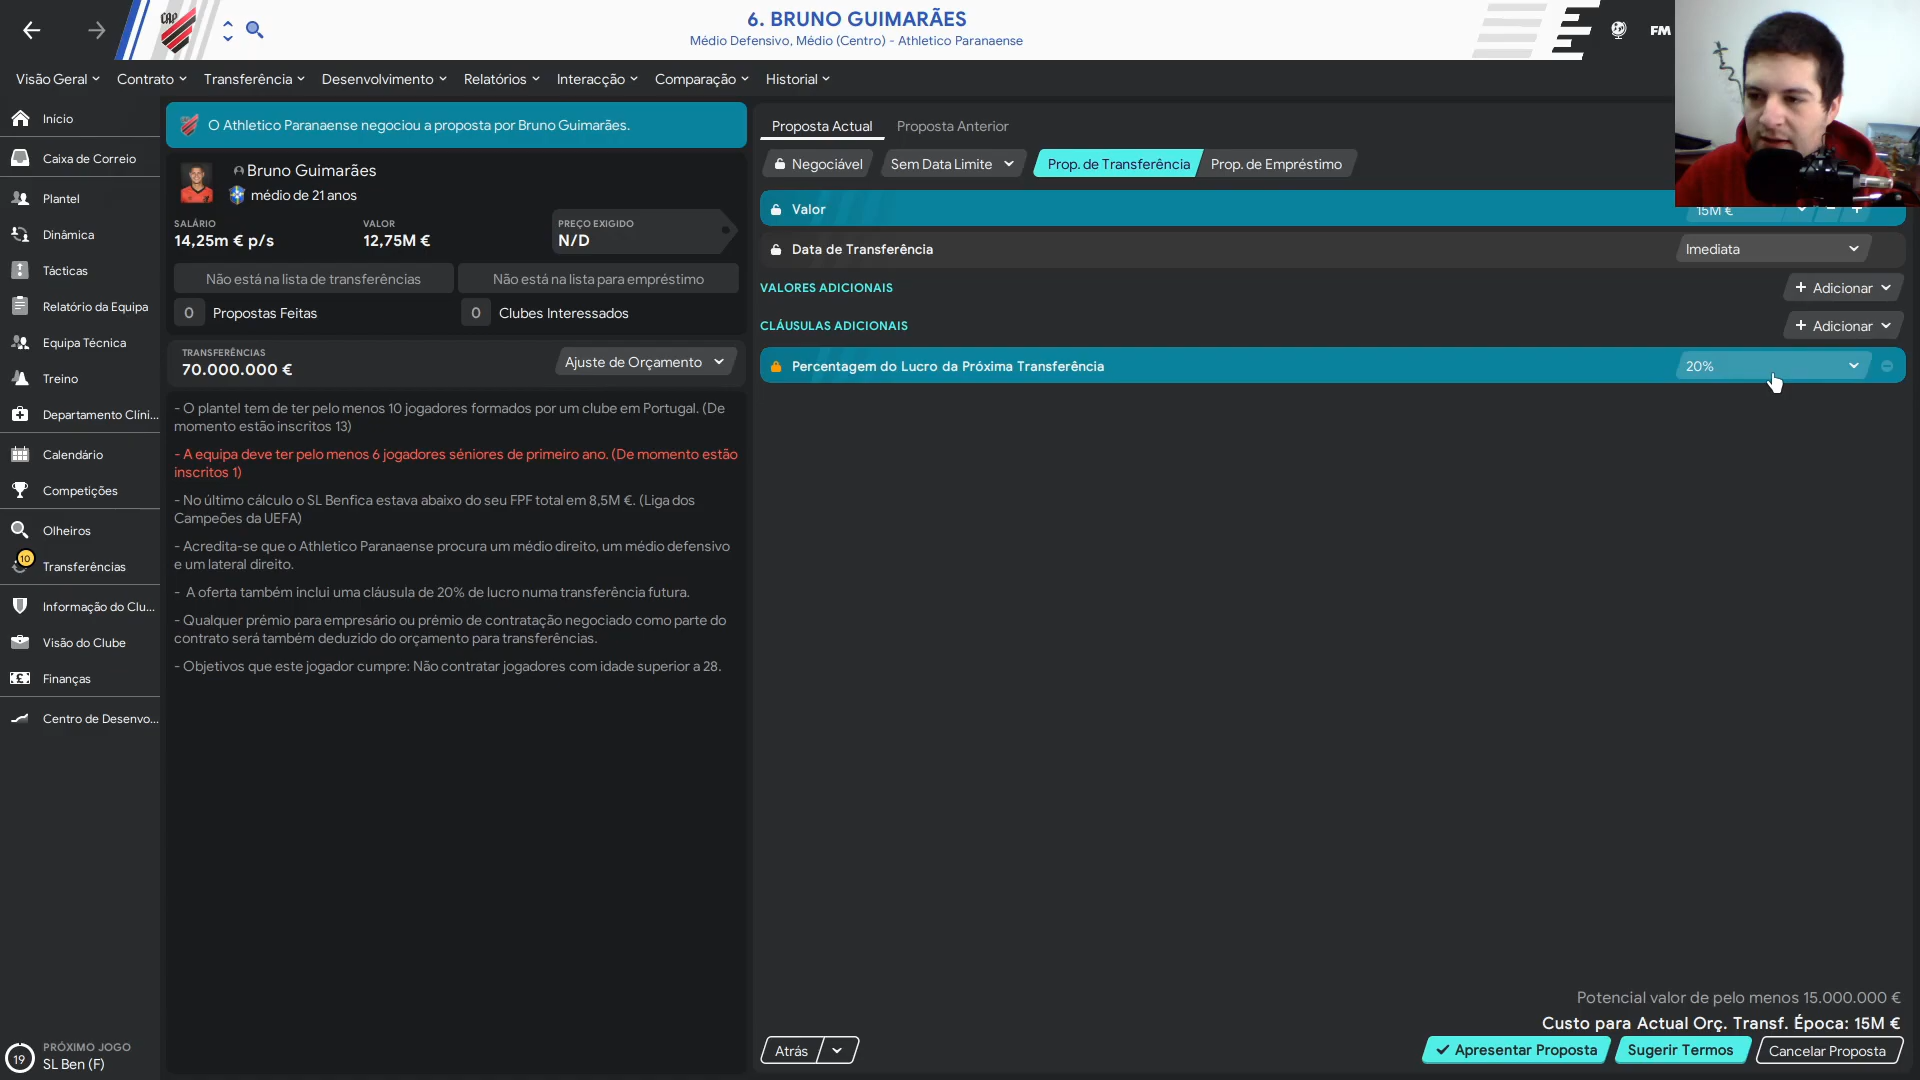 CAP
6. BRUNO GUIMARÃES
Médio Defensivo, Médio (Centro) - Athletico Paranaense
FM
Visão Geral
Contrato
Transferência
Desenvolvimento
Relatórios
Interacção
Comparação
Historial
Início
Caixa de Correio
Plantel
Dinâmica
Tácticas
Relatório da Equipa
Equipa Técnica
Treino
Departamento Clíni...
Calendário
Competições
Olheiros
10
Transferências
Informação do Clu...
Visão do Clube
Finanças
Centro de Desenvo...
19
PRÓXIMO JOGO
SL Ben (F)
O Athletico Paranaense negociou a proposta por Bruno Guimarães.
Bruno Guimarães
médio de 21 anos
SALÁRIO
14,25m € p/s
VALOR
12,75M €
PREÇO EXIGIDO
N/D
Não está na lista de transferências
Não está na lista para empréstimo
0 Propostas Feitas
0 Clubes Interessados
TRANSFERÊNCIAS
70.000.000 €
Ajuste de Orçamento
- O plantel tem de ter pelo menos 10 jogadores formados por um clube em Portugal. (De
momento estão inscritos 13)
- A equipa deve ter pelo menos 6 jogadores séniores de primeiro ano. (De momento estão
inscritos 1)
- No último cálculo o SL Benfica estava abaixo do seu FPF total em 8,5M €. (Liga dos
Campeões da UEFA)
- Acredita-se que o Athletico Paranaense procura um médio direito, um médio defensivo
e um lateral direito.
- A oferta também inclui uma cláusula de 20% de lucro numa transferência futura.
- Qualquer prémio para empresário ou prémio de contratação negociado como parte do
contrato será também deduzido do orçamento para transferências.
- Objetivos que este jogador cumpre: Não contratar jogadores com idade superior a 28.
Proposta Actual
Proposta Anterior
Negociável
Sem Data Limite
Prop. de Transferência
Prop. de Empréstimo
Valor
15M €
Data de Transferência
Imediata
VALORES ADICIONAIS
+ Adicionar
CLÁUSULAS ADICIONAIS
+ Adicionar
Percentagem do Lucro da Próxima Transferência
20%
Potencial valor de pelo menos 15.000.000 €
Custo para Actual Orç. Transf. Época: 15M €
Atrás
Apresentar Proposta
Sugerir Termos
Cancelar Proposta